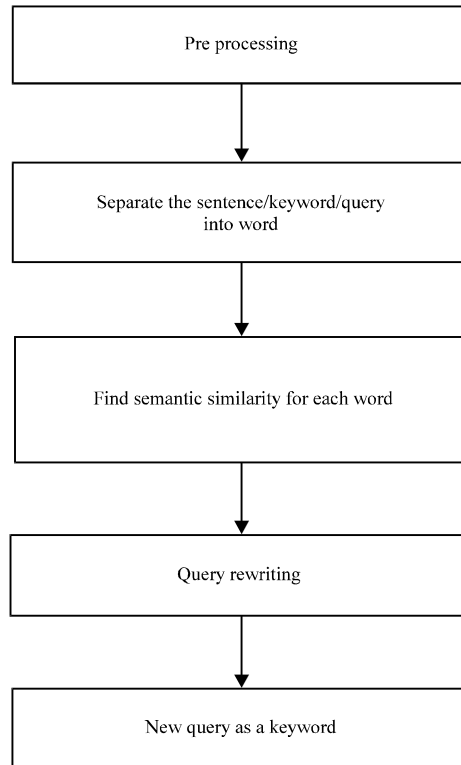 Pre processing
Separate the sentence/keyword/query
into word
Find semantic similarity for each word
Query rewriting
New query as a keyword